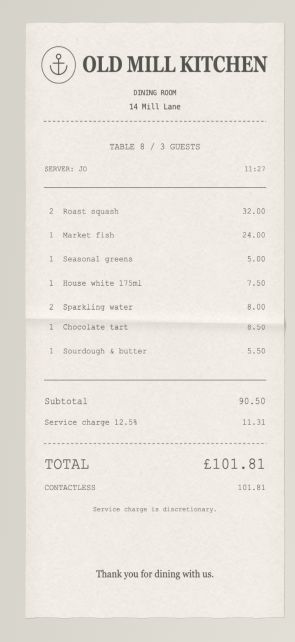 OLD MILL KITCHEN
DINING ROOM
14 Mill Lane
TABLE 8 / 3 GUESTS
SERVER: JO 11:27
2 Roast squash 32.00
1 Market fish 24.00
1 Seasonal greens 5.00
1 House white 175ml 7.50
2 Sparkling water 8.00
1 Chocolate tart 8.50
1 Sourdough & butter 5.50
Subtotal 90.50
Service charge 12.5% 11.31
TOTAL £101.81
CONTACTLESS 101.81
Service charge is discretionary.
Thank you for dining with us.